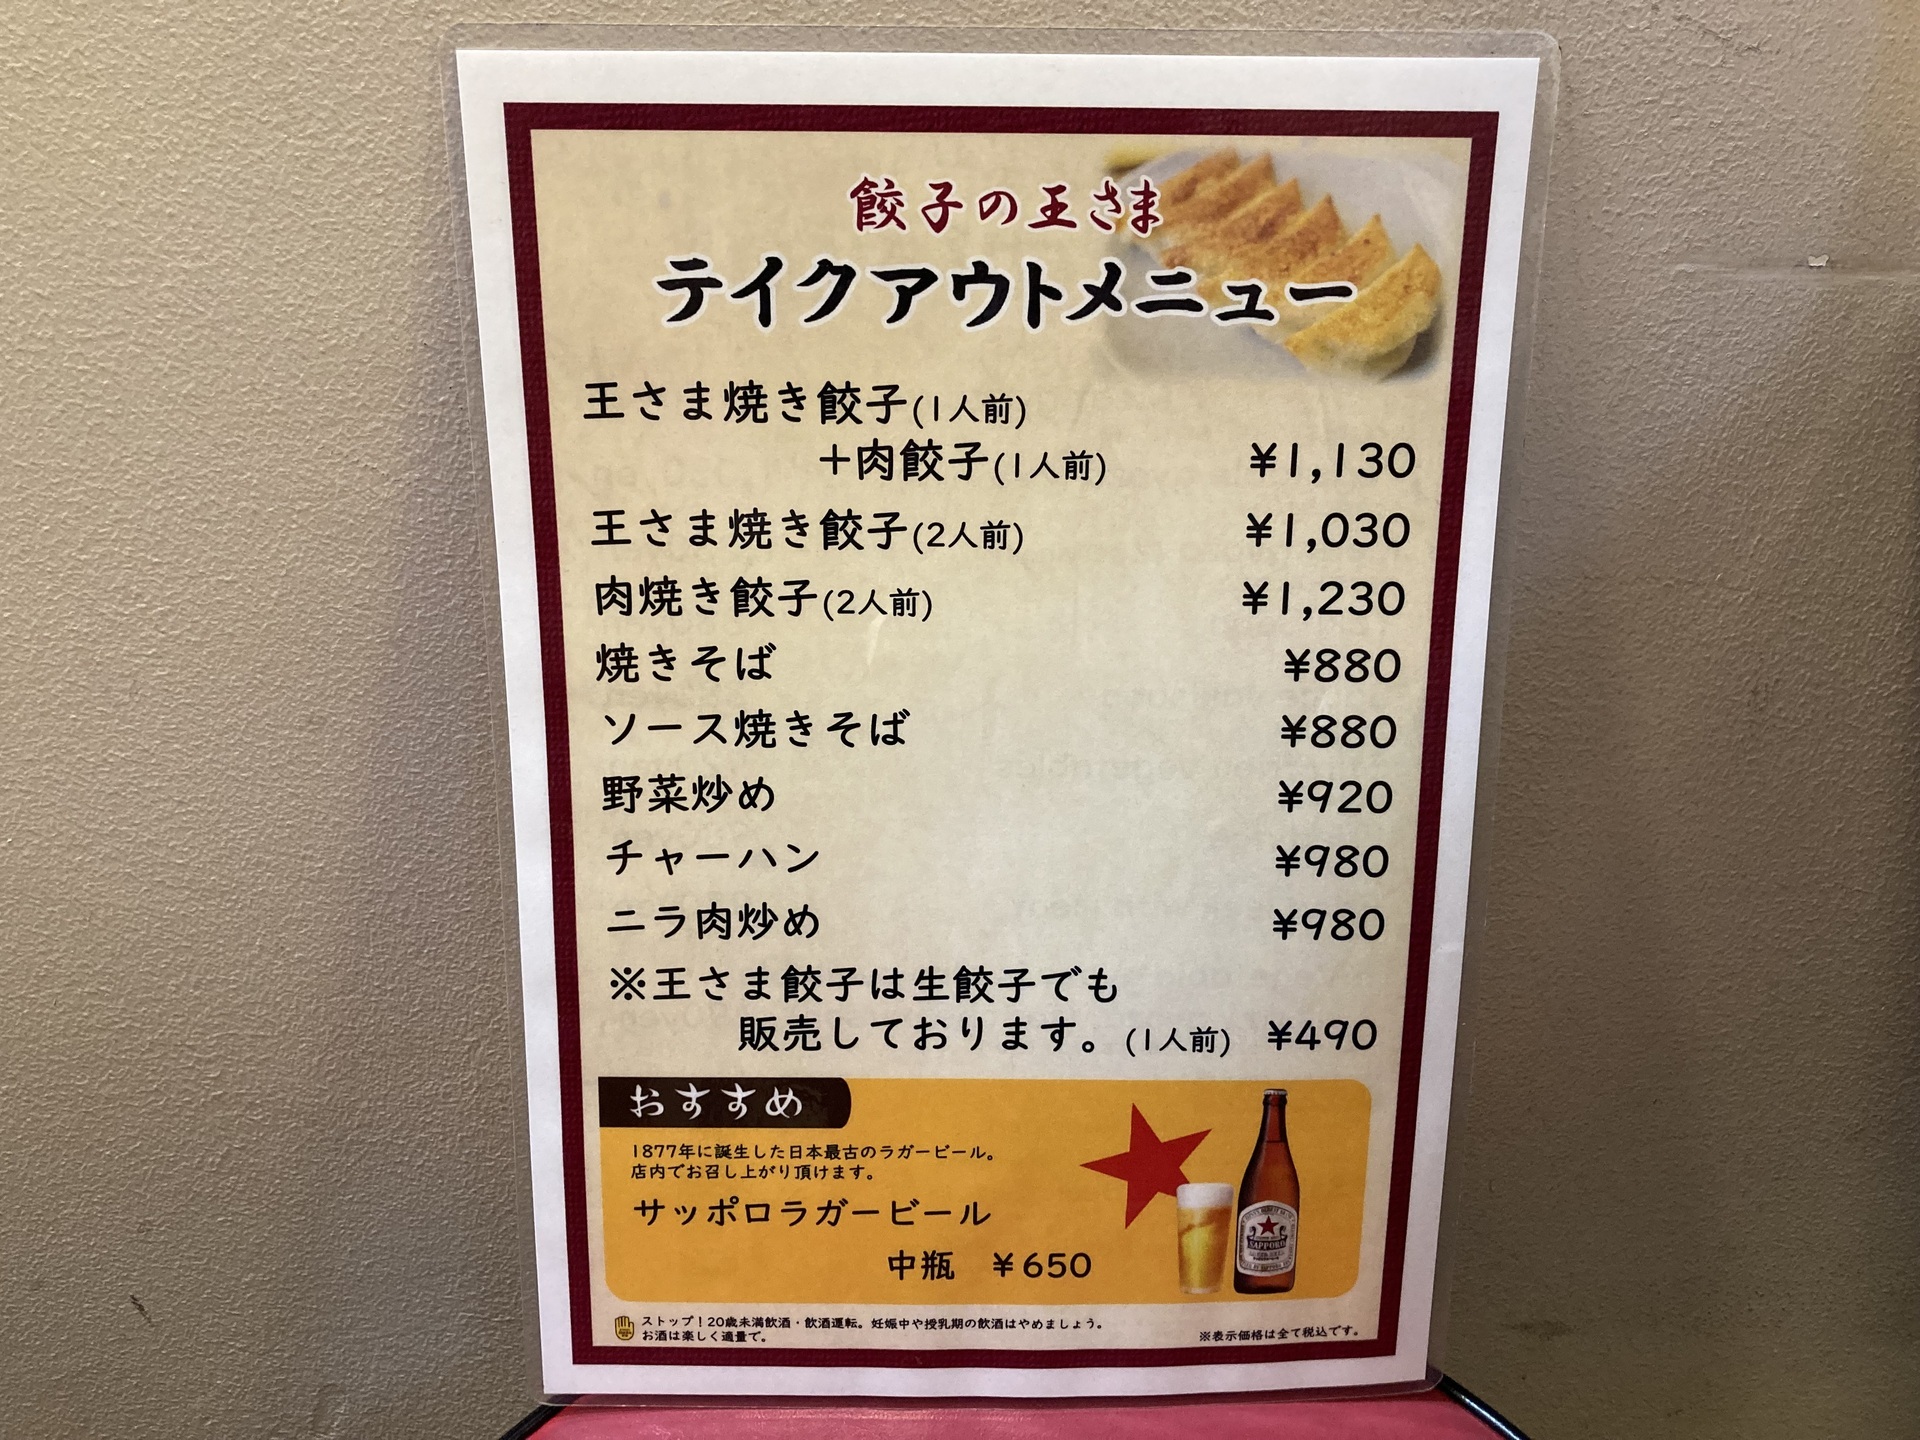 餃子の王さま
テイクアウトメニュー
王さま焼き餃子(1人前)
+肉餃子(1人前) ¥1,130
王さま焼き餃子(2人前) ¥1,030
肉焼き餃子(2人前) ¥1,230
焼きそば ¥880
ソース焼きそば ¥880
野菜炒め ¥920
チャーハン ¥980
ニラ肉炒め ¥980
※王さま餃子は生餃子でも
販売しております。(1人前) ¥490
おすすめ
1877年に誕生した日本最古のラガービール。
店内でお召し上がり頂けます。
サッポロラガービール
中瓶 ¥650
SAPPORO
ストップ!20歳未満飲酒・飲酒運転。妊娠中や授乳期の飲酒はやめましょう。
お酒は楽しく適量で。
※表示価格は全て税込です。